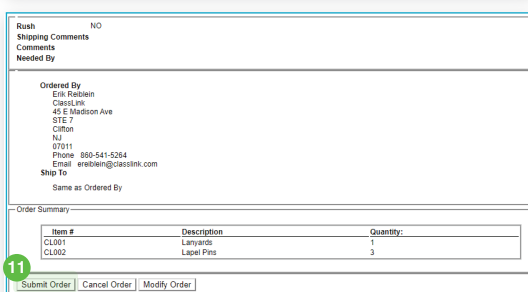 Rush NO
Shipping Comments
Comments
Needed By
Ordered By
Erik Reiblein
ClassLink
45 E Madison Ave
STE 7
Clifton
NJ
07011
Phone 860-541-5264
Email ereiblein@classlink.com
Ship To
Same as Ordered By
Order Summary
Item # Description Quantity:
CL001 Lanyards 1
CL002 Lapel Pins 3
11
Submit Order Cancel Order Modify Order